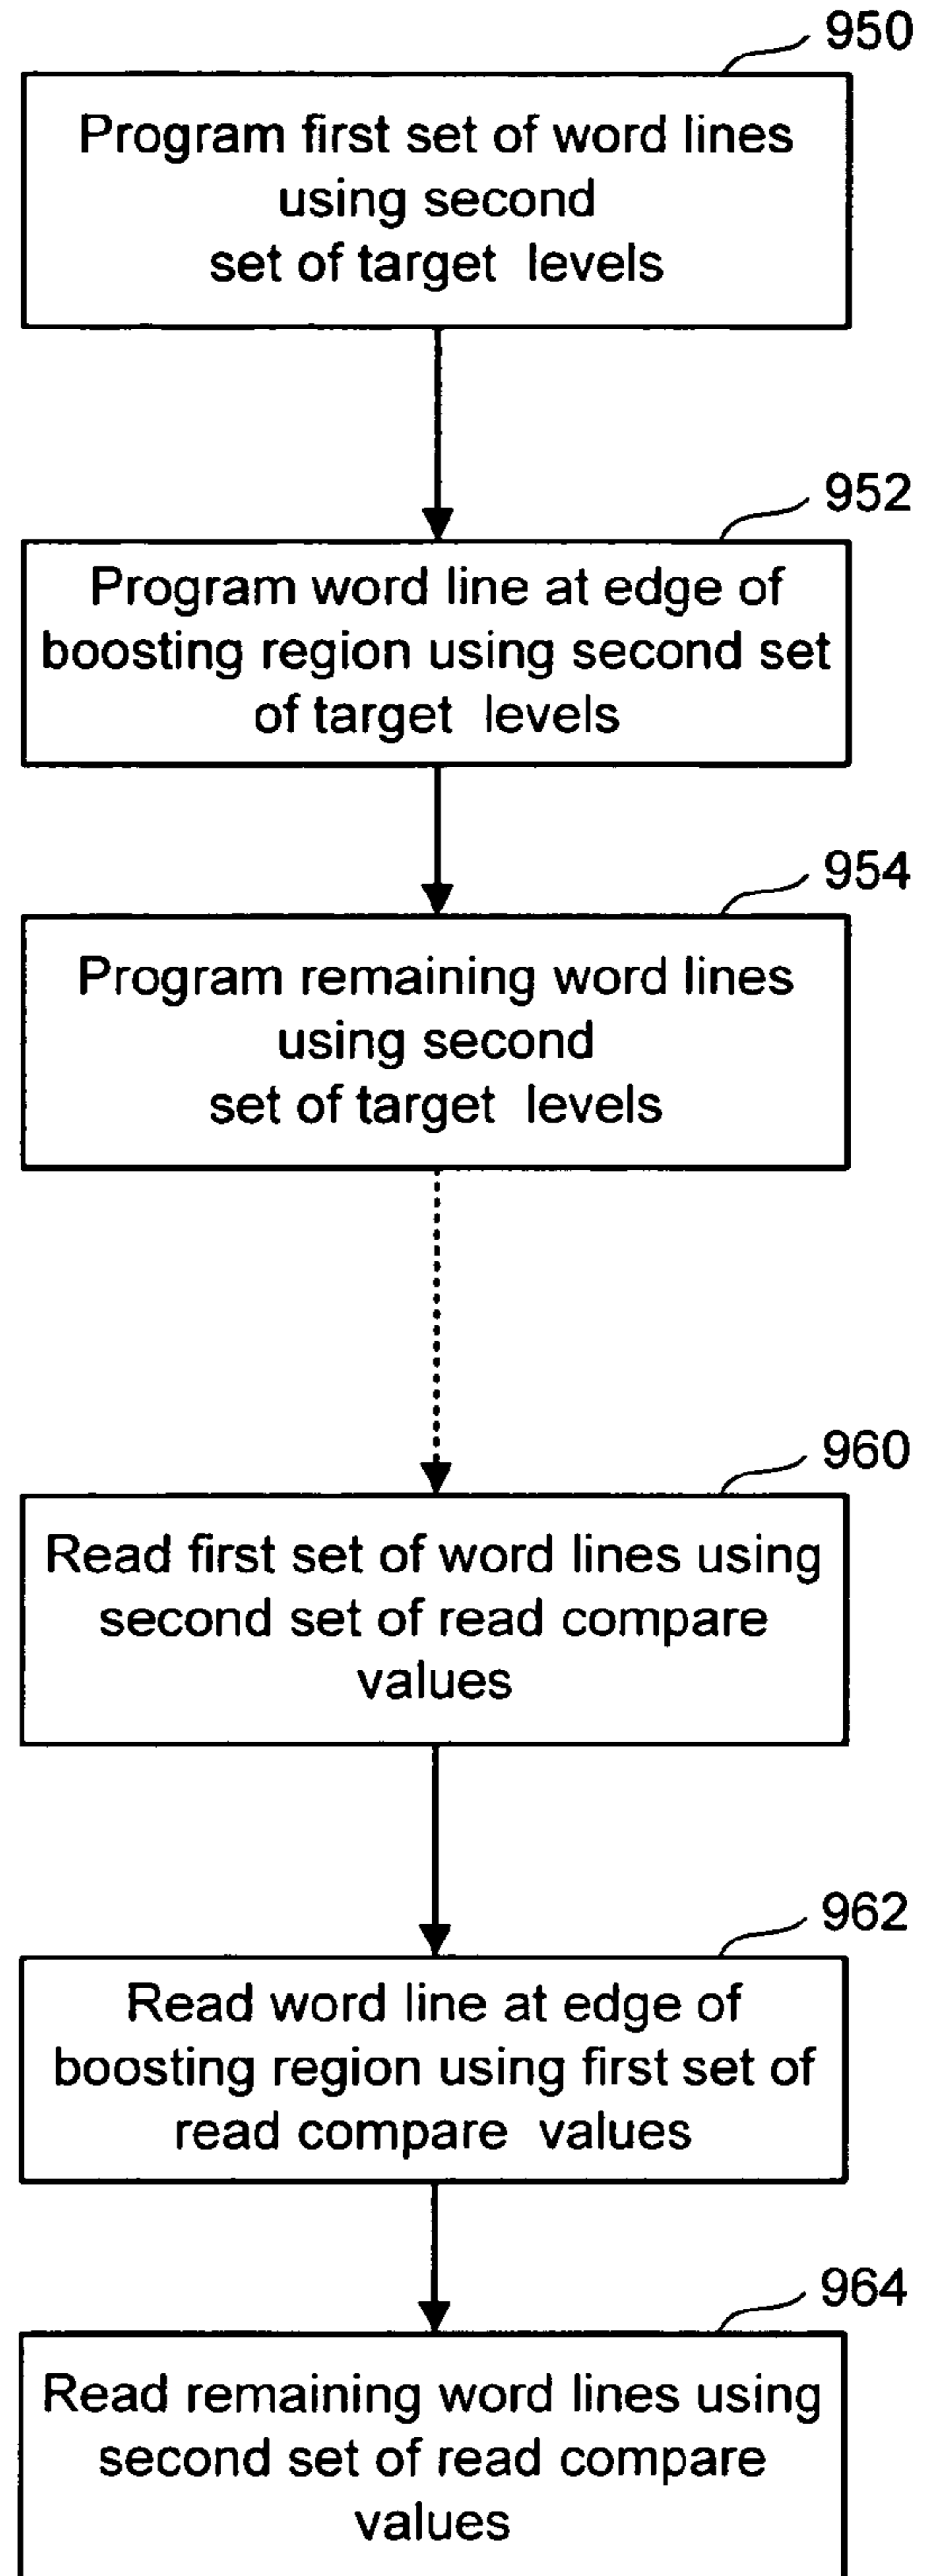 950
Program first set of word lines
using second
set of target levels
952
Program word line at edge of
boosting region using second set
of target levels
954
Program remaining word lines
using second
set of target levels
960
Read first set of word lines using
second set of read compare
values
962
Read word line at edge of
boosting region using first set of
read compare values
964
Read remaining word lines using
second set of read compare
values